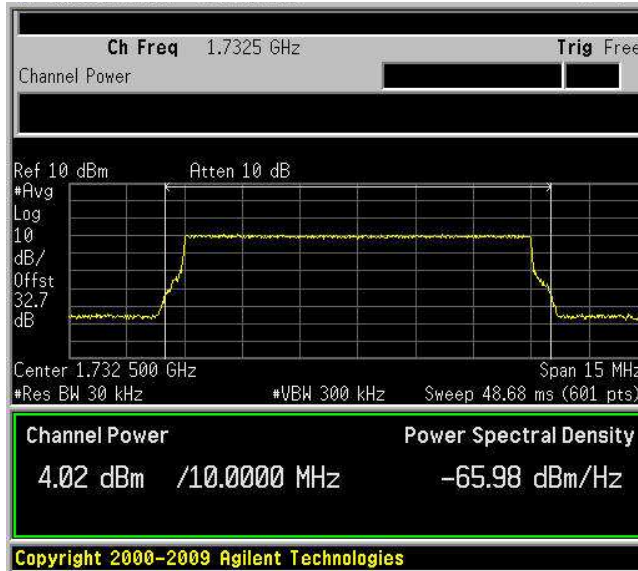 Ch Freq 1.7325 GHz Trig Free
Channel Power
Ref 10 dBm Atten 10 dB
#Avg
Log
10
dB/
Offst
32.7
dB
Center 1.732 500 GHz Span 15 MHz
#Res BW 30 kHz #VBW 300 kHz Sweep 48.68 ms (601 pts)
Channel Power Power Spectral Density
4.02 dBm /10.0000 MHz -65.98 dBm/Hz
Copyright 2000-2009 Agilent Technologies